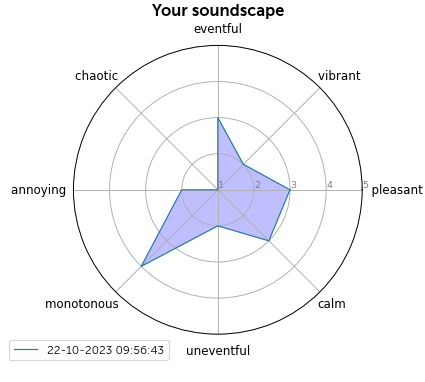 Your soundscape
eventful
chaotic
vibrant
annoying
1 2 3 4 5
pleasant
monotonous
calm
uneventful
22-10-2023 09:56:43